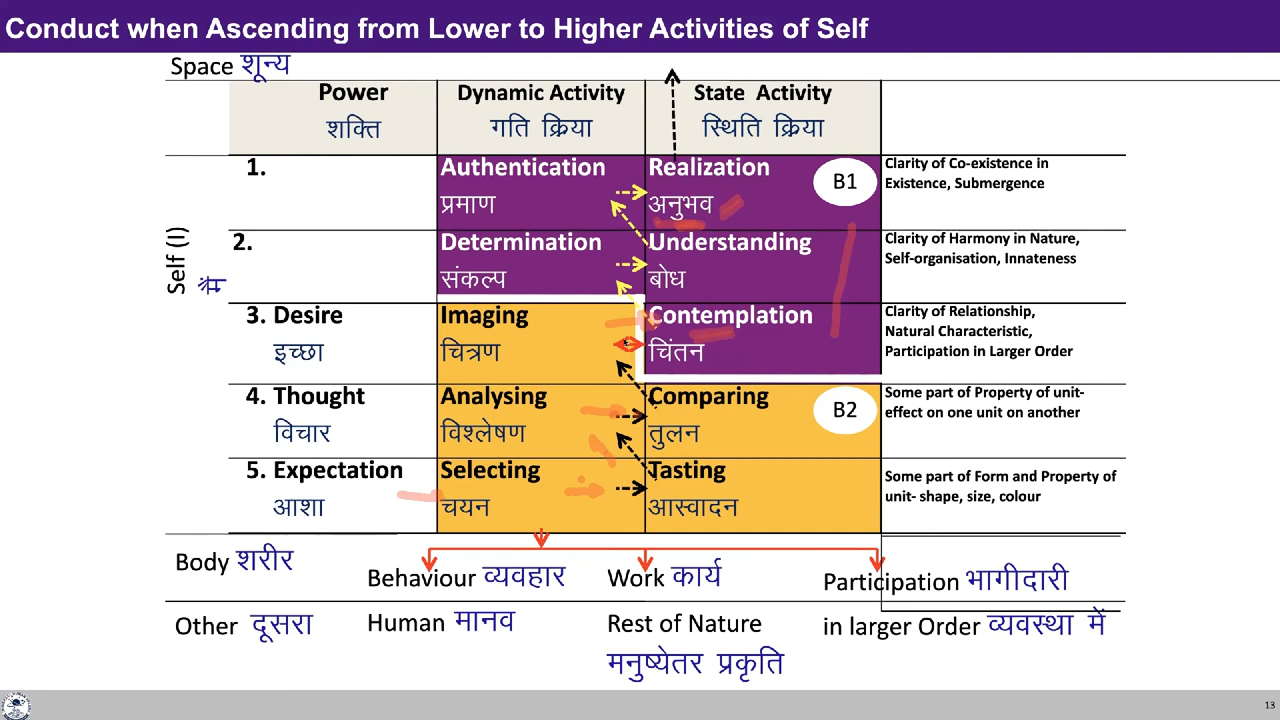 Conduct when Ascending from Lower to Higher Activities of Self
Space शून्य
Power
शक्ति
Dynamic Activity
गति क्रिया
State Activity
स्थिति क्रिया
Self (I)
मैं
1.
Authentication
प्रमाण
Realization
अनुभव
B1
Clarity of Co-existence in
Existence, Submergence
2.
Determination
संकल्प
Understanding
बोध
Clarity of Harmony in Nature,
Self-organisation, Innateness
3. Desire
इच्छा
Imaging
चित्रण
Contemplation
चिंतन
Clarity of Relationship,
Natural Characteristic,
Participation in Larger Order
4. Thought
विचार
Analysing
विश्लेषण
Comparing
तुलन
B2
Some part of Property of unit-
effect on one unit on another
5. Expectation
आशा
Selecting
चयन
Tasting
आस्वादन
Some part of Form and Property of
unit- shape, size, colour
Body शरीर
Behaviour व्यवहार
Work कार्य
Participation भागीदारी
Other दूसरा
Human मानव
Rest of Nature
मनुष्येतर प्रकृति
in larger Order व्यवस्था में
13